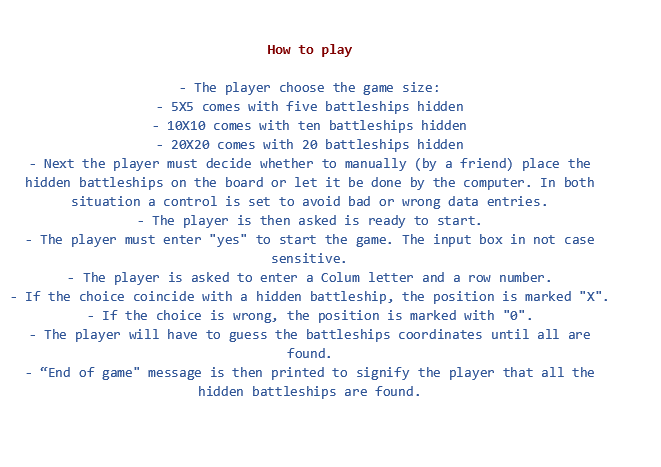 How to play
- The player choose the game size:
- 5X5 comes with five battleships hidden
- 10X10 comes with ten battleships hidden
- 20X20 comes with 20 battleships hidden
- Next the player must decide whether to manually (by a friend) place the
hidden battleships on the board or let it be done by the computer. In both
situation a control is set to avoid bad or wrong data entries.
- The player is then asked is ready to start.
- The player must enter "yes" to start the game. The input box in not case
sensitive.
- The player is asked to enter a Colum letter and a row number.
- If the choice coincide with a hidden battleship, the position is marked "X".
- If the choice is wrong, the position is marked with "0".
- The player will have to guess the battleships coordinates until all are
found.
- “End of game" message is then printed to signify the player that all the
hidden battleships are found.